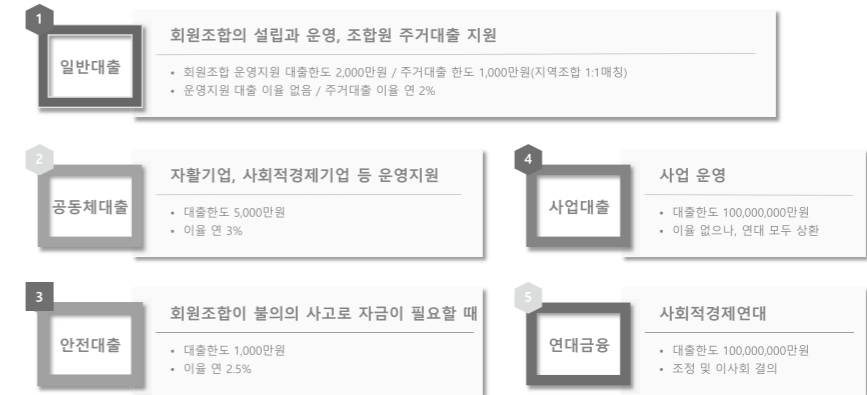 1
일반대출
회원조합의 설립과 운영, 조합원 주거대출 지원
• 회원조합 운영지원 대출한도 2,000만원 / 주거대출 한도 1,000만원(지역조합 1:1매칭)
• 운영지원 대출 이율 없음 / 주거대출 이율 연 2%
2
공동체대출
자활기업, 사회적경제기업 등 운영지원
• 대출한도 5,000만원
• 이율 연 3%
4
사업대출
사업 운영
• 대출한도 100,000,000만원
• 이율 없으나, 연대 모두 상환
3
안전대출
회원조합이 불의의 사고로 자금이 필요할 때
• 대출한도 1,000만원
• 이율 연 2.5%
5
연대금융
사회적경제연대
• 대출한도 100,000,000만원
• 조정 및 이사회 결의